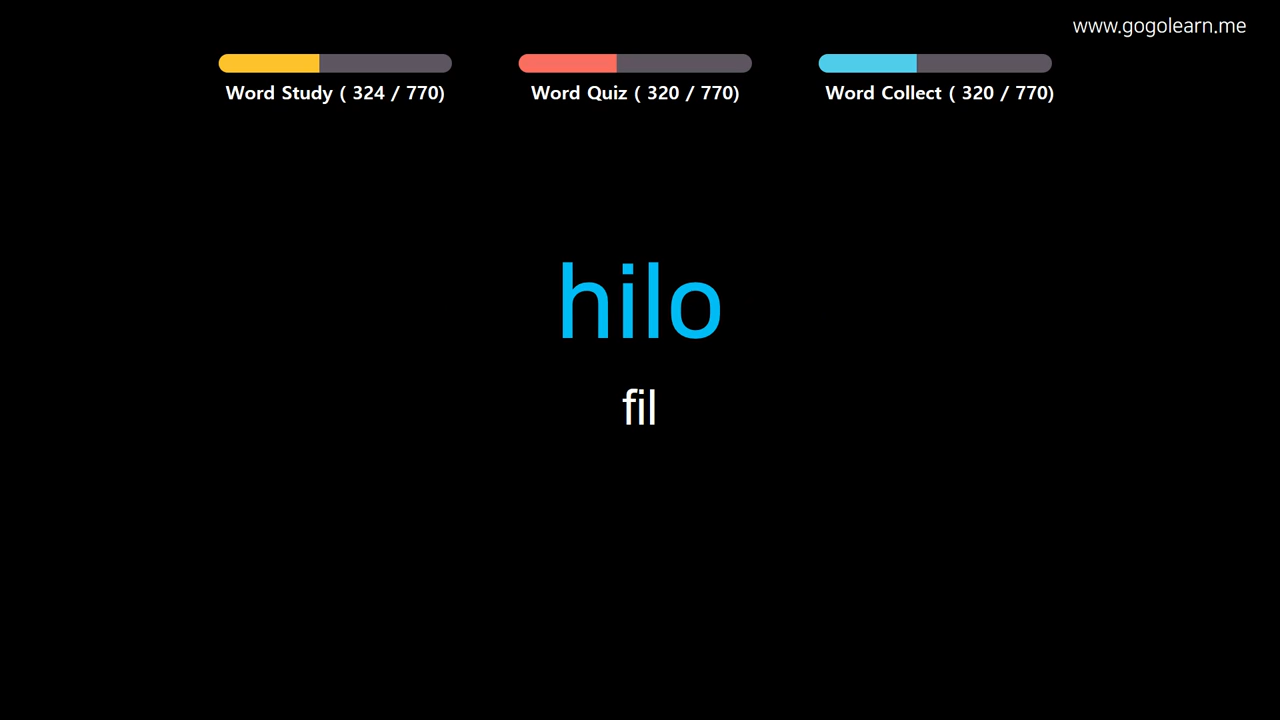 www.gogolearn.me
Word Study ( 324 / 770)
Word Quiz ( 320 / 770)
Word Collect ( 320 / 770)
hilo
fil